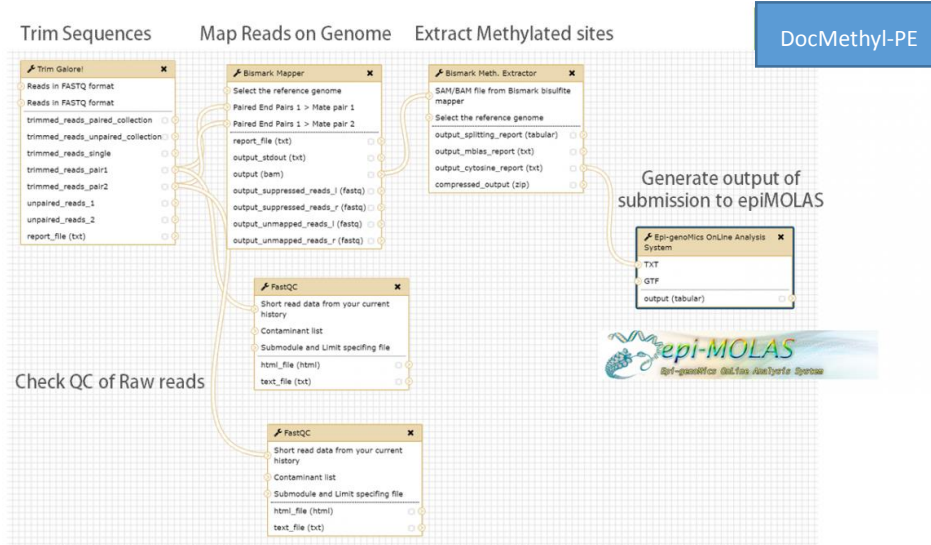 Trim Sequences
Map Reads on Genome
Extract Methylated sites
DocMethyl-PE
Trim Galore!
Reads in FASTQ format
Reads in FASTQ format
trimmed_reads_paired_collection
trimmed_reads_unpaired_collection
trimmed_reads_single
trimmed_reads_pair1
trimmed_reads_pair2
unpaired_reads_1
unpaired_reads_2
report_file (txt)
Bismark Mapper
Select the reference genome
Paired End Pairs 1 > Mate pair 1
Paired End Pairs 1 > Mate pair 2
report_file (txt)
output_stdout (txt)
output (bam)
output_suppressed_reads_l (fastq)
output_suppressed_reads_r (fastq)
output_unmapped_reads_l (fastq)
output_unmapped_reads_r (fastq)
Bismark Meth. Extractor
SAM/BAM file from Bismark bisulfite
mapper
Select the reference genome
output_splitting_report (tabular)
output_mbias_report (txt)
output_cytosine_report (txt)
compressed_output (zip)
Generate output of
submission to epiMOLAS
Epi-genoMics OnLine Analysis
System
TXT
GTF
output (tabular)
epi-MOLAS
Epi-genoMics OnLine Analysis System
FastQC
Short read data from your current
history
Contaminant list
Submodule and Limit specifing file
html_file (html)
text_file (txt)
Check QC of Raw reads
FastQC
Short read data from your current
history
Contaminant list
Submodule and Limit specifing file
html_file (html)
text_file (txt)